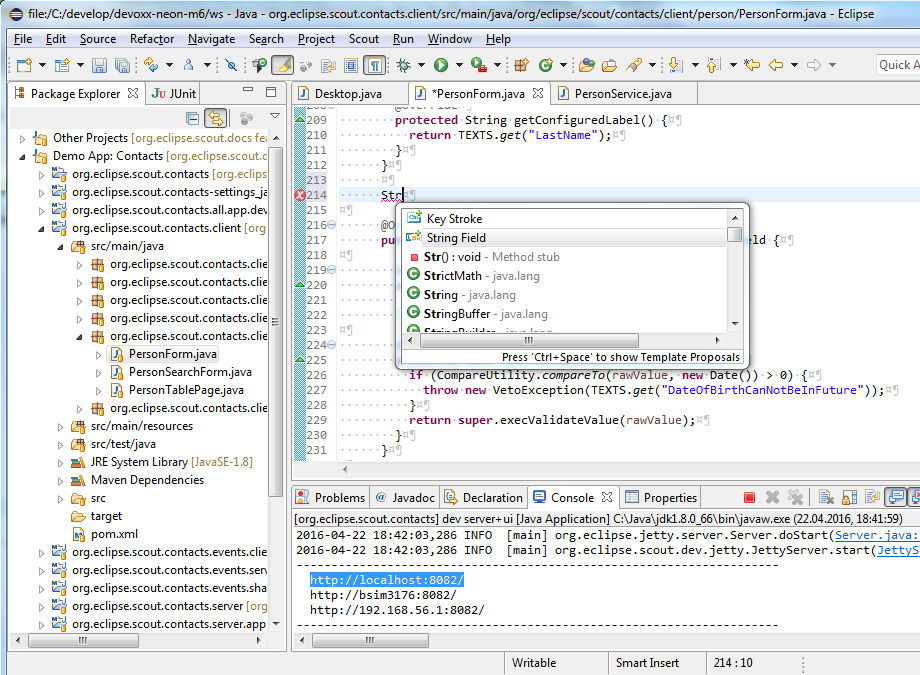 file:/C:/develop/devoxx-neon-m6/ws - Java - org.eclipse.scout.contacts.client/src/main/java/org/eclipse/scout/contacts/client/person/PersonForm.java - Eclipse
File Edit Source Refactor Navigate Search Project Scout Run Window Help
Quick A
Package Explorer JUnit
Other Projects [org.eclipse.scout.docs fea
Demo App: Contacts [org.eclipse.scout.co
org.eclipse.scout.contacts [org.eclipse
org.eclipse.scout.contacts-settings_ja
org.eclipse.scout.contacts.all.app.dev
org.eclipse.scout.contacts.client [org
src/main/java
org.eclipse.scout.contacts.clie
org.eclipse.scout.contacts.clie
org.eclipse.scout.contacts.clie
org.eclipse.scout.contacts.clie
org.eclipse.scout.contacts.clie
PersonForm.java
PersonSearchForm.java
PersonTablePage.java
org.eclipse.scout.contacts.clie
src/main/resources
src/test/java
JRE System Library [JavaSE-1.8]
Maven Dependencies
src
target
pom.xml
org.eclipse.scout.contacts.events.clie
org.eclipse.scout.contacts.events.serv
org.eclipse.scout.contacts.events.sha
org.eclipse.scout.contacts.server [org
org.eclipse.scout.contacts.server.app
Desktop.java *PersonForm.java PersonService.java
208 @Override
209 protected String getConfiguredLabel() {¤¶
210 return TEXTS.get("LastName");¤¶
211 }¤¶
212 }¤¶
213 ¤¶
214 Str¤¶
215 ¤¶
216 @O
217 pu eld {¤¶
218 ¤¶
219
220
221
222
223 ¤¶
224
225
226 if (CompareUtility.compareTo(rawValue, new Date()) > 0) {¤¶
227 throw new VetoException(TEXTS.get("DateOfBirthCanNotBeInFuture"));¤¶
228 }¤¶
229 return super.execValidateValue(rawValue);¤¶
230 }¤¶
231 }¤¶
Key Stroke
String Field
Str() : void - Method stub
StrictMath - java.lang
String - java.lang
StringBuffer - java.lang
StringBuilder - java.lang
Press 'Ctrl+Space' to show Template Proposals
Problems @ Javadoc Declaration Console Properties
[org.eclipse.scout.contacts] dev server+ui [Java Application] C:\Java\jdk1.8.0_66\bin\javaw.exe (22.04.2016, 18:41:59)
2016-04-22 18:42:03,286 INFO [main] org.eclipse.jetty.server.Server.doStart(Server.java:
2016-04-22 18:42:03,286 INFO [main] org.eclipse.scout.dev.jetty.JettyServer.start(JettyS
---------------------------------------------------------------------
http://localhost:8082/
http://bsim3176:8082/
http://192.168.56.1:8082/
---------------------------------------------------------------------
Writable Smart Insert 214 : 10